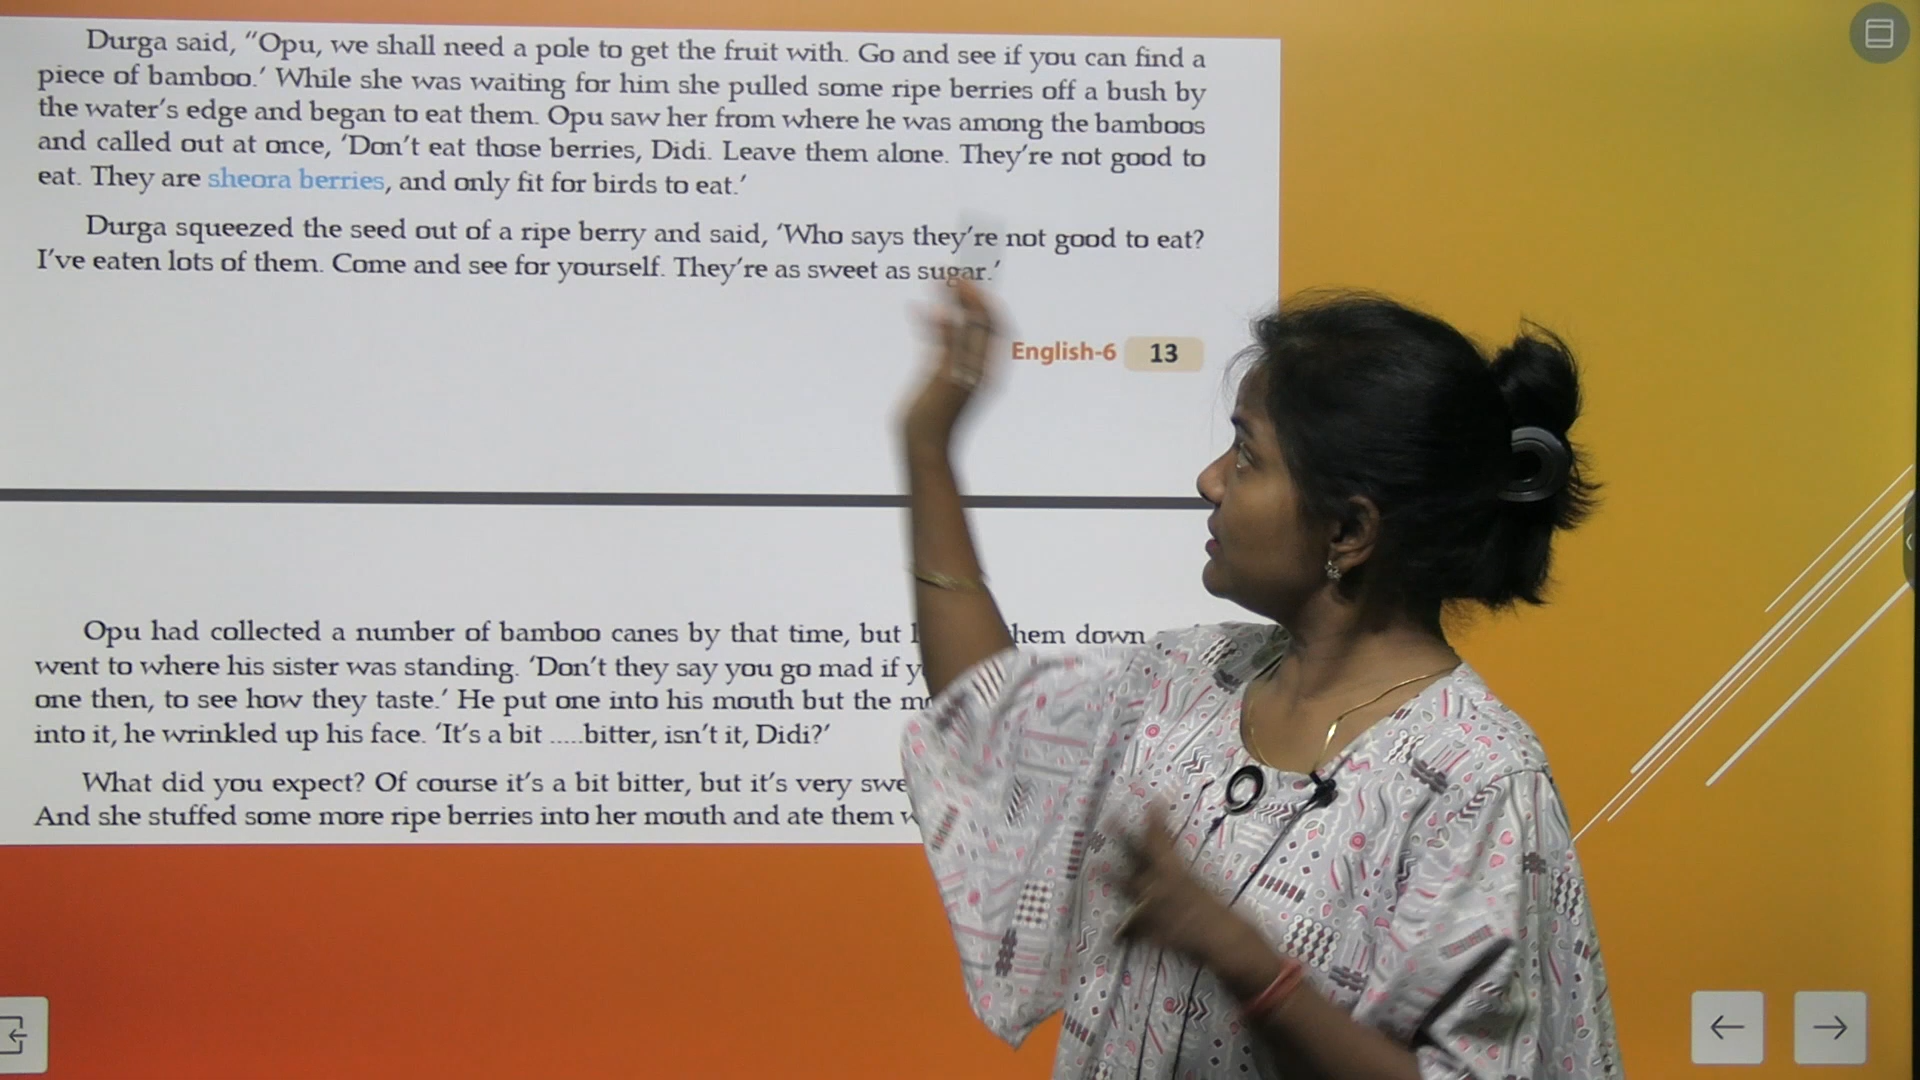 Durga said, “Opu, we shall need a pole to get the fruit with. Go and see if you can find a
piece of bamboo.’ While she was waiting for him she pulled some ripe berries off a bush by
the water’s edge and began to eat them. Opu saw her from where he was among the bamboos
and called out at once, ‘Don’t eat those berries, Didi. Leave them alone. They’re not good to
eat. They are sheora berries, and only fit for birds to eat.’
Durga squeezed the seed out of a ripe berry and said, ‘Who says they’re not good to eat?
I’ve eaten lots of them. Come and see for yourself. They’re as sweet as sugar.’
English-6 13
Opu had collected a number of bamboo canes by that time, but down
went to where his sister was standing. ‘Don’t they say you go mad if
one then, to see how they taste.’ He put one into his mouth but the
into it, he wrinkled up his face. ‘It’s a bit .....bitter, isn’t it, Didi?’
What did you expect? Of course it’s a bit bitter, but it’s very
And she stuffed some more ripe berries into her mouth and ate them